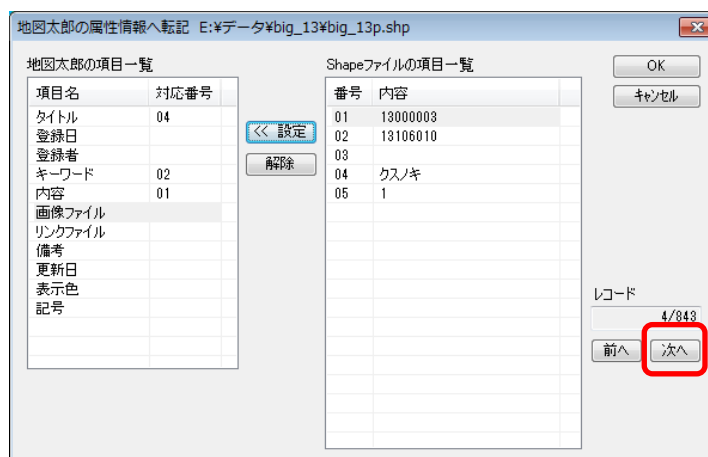 地図太郎の属性情報へ転記 E:¥データ¥big_13¥big_13p.shp
地図太郎の項目一覧
項目名 対応番号
タイトル 04
登録日
登録者
キーワード 02
内容 01
画像ファイル
リンクファイル
備考
更新日
表示色
記号
<< 設定
解除
Shapeファイルの項目一覧
番号 内容
01 13000003
02 13106010
03
04 クスノキ
05 1
OK
キャンセル
レコード
4/843
前へ 次へ